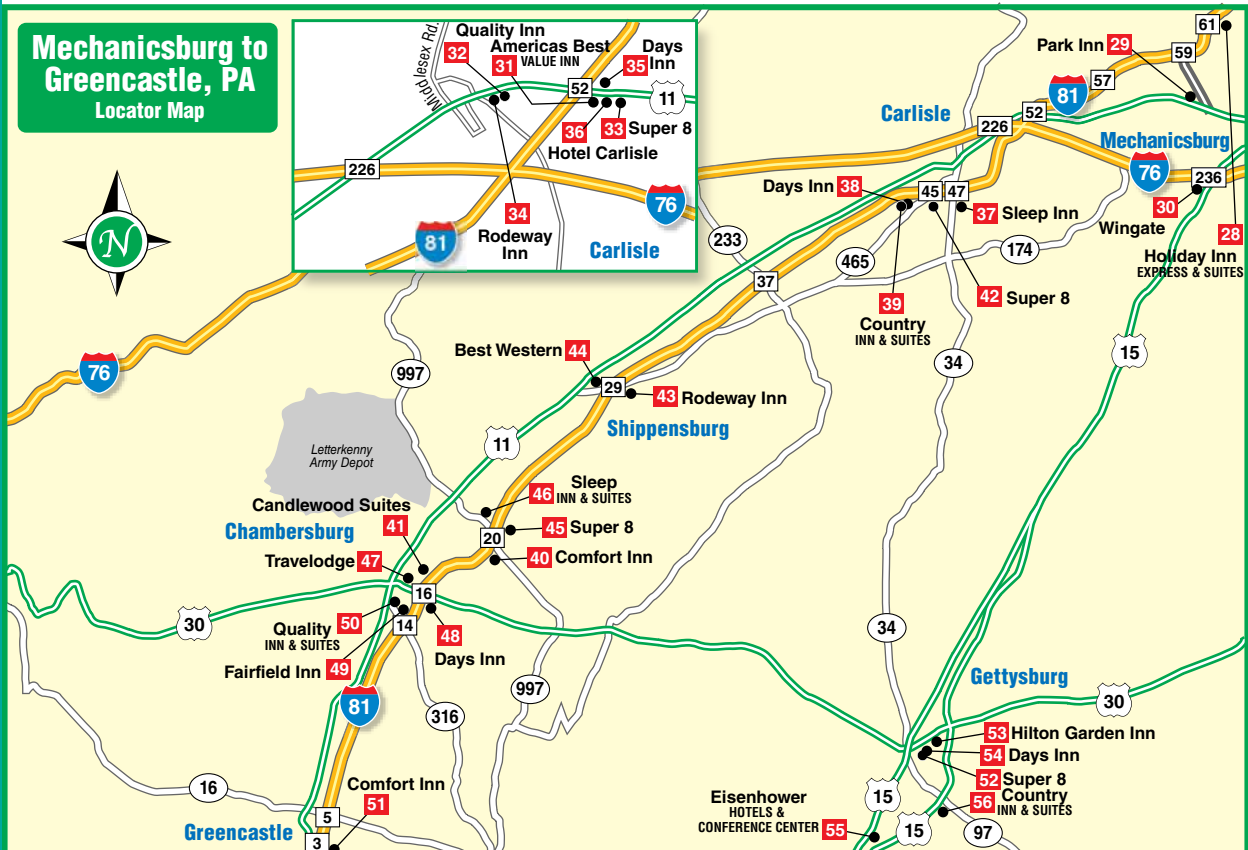 Mechanicsburg to
Greencastle, PA
Locator Map
N
Quality Inn
32
Americas Best
VALUE INN
31
Days
Inn
35
Middlesex Rd.
52
11
36
33
Super 8
Hotel Carlisle
226
34
Rodeway
Inn
76
81
Carlisle
61
Park Inn
29
59
57
81
52
Carlisle
226
Mechanicsburg
76
236
Days Inn
38
45
47
37
Sleep Inn
30
Wingate
28
Holiday Inn
EXPRESS & SUITES
233
174
465
37
39
Country
INN & SUITES
42
Super 8
15
34
76
997
Best Western
44
29
43
Rodeway Inn
Shippensburg
11
Letterkenny
Army Depot
46
Sleep
INN & SUITES
Candlewood Suites
41
Chambersburg
45
Super 8
20
40
Comfort Inn
Travelodge
47
16
30
Quality
INN & SUITES
50
14
48
Days Inn
Fairfield Inn
49
34
Gettysburg
81
316
997
30
53
Hilton Garden Inn
54
Days Inn
52
Super 8
56
Country
INN & SUITES
16
Comfort Inn
51
15
Eisenhower
HOTELS &
CONFERENCE CENTER
55
15
97
5
Greencastle
3